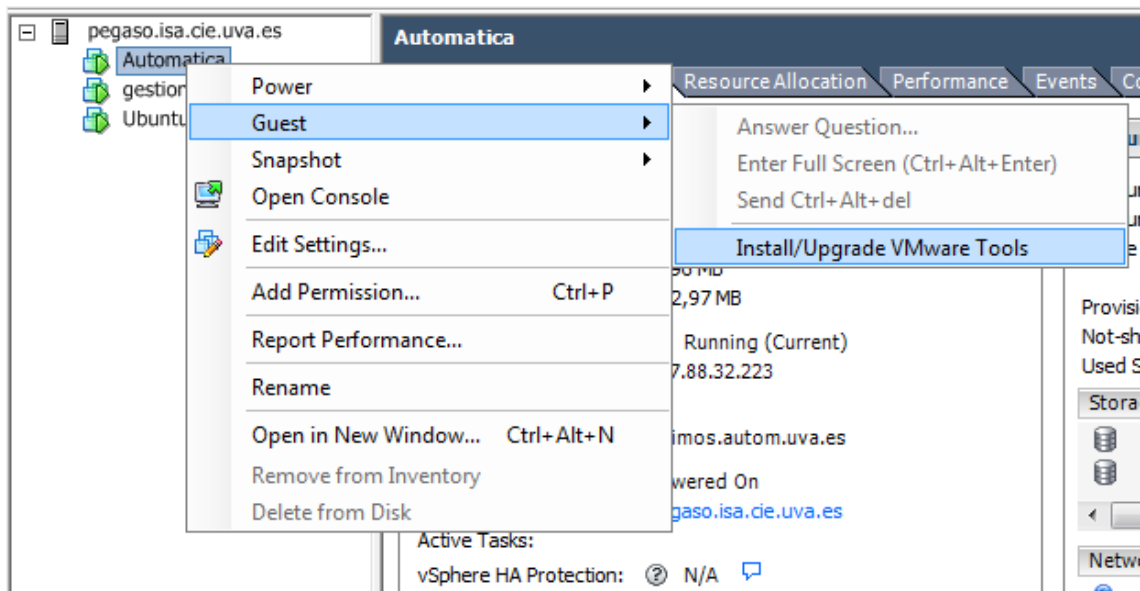 pegaso.isa.cie.uva.es
Automatica
gestion
Ubuntu
Automatica
Resource Allocation
Performance
Events
Power
Guest
Snapshot
Open Console
Edit Settings...
Add Permission... Ctrl+P
Report Performance...
Rename
Open in New Window... Ctrl+Alt+N
Remove from Inventory
Delete from Disk
Answer Question...
Enter Full Screen (Ctrl+Alt+Enter)
Send Ctrl+Alt+del
Install/Upgrade VMware Tools
2,97 MB
Running (Current)
7.88.32.223
imos.autom.uva.es
wered On
gaso.isa.cie.uva.es
Active Tasks:
vSphere HA Protection: N/A
Provisi
Not-sh
Used S
Stora
Netwo